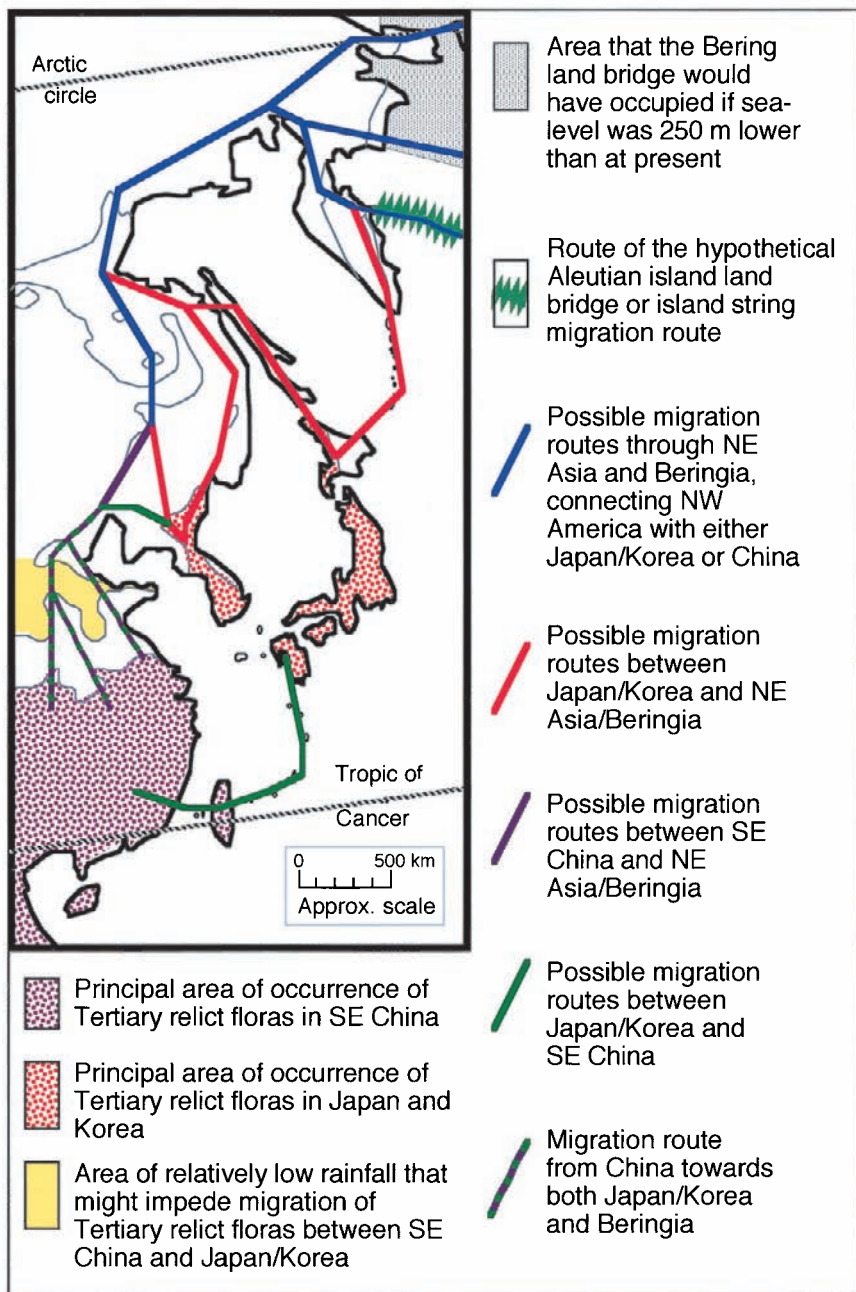 Arctic
circle
Tropic of
Cancer
0 500 km
Approx. scale
Area that the Bering
land bridge would
have occupied if sea-
level was 250 m lower
than at present
Route of the hypothetical
Aleutian island land
bridge or island string
migration route
Possible migration
routes through NE
Asia and Beringia,
connecting NW
America with either
Japan/Korea or China
Possible migration
routes between
Japan/Korea and NE
Asia/Beringia
Possible migration
routes between SE
China and NE
Asia/Beringia
Possible migration
routes between
Japan/Korea and
SE China
Migration route
from China towards
both Japan/Korea
and Beringia
Principal area of occurrence of
Tertiary relict floras in SE China
Principal area of occurrence of
Tertiary relict floras in Japan and
Korea
Area of relatively low rainfall that
might impede migration of
Tertiary relict floras between SE
China and Japan/Korea